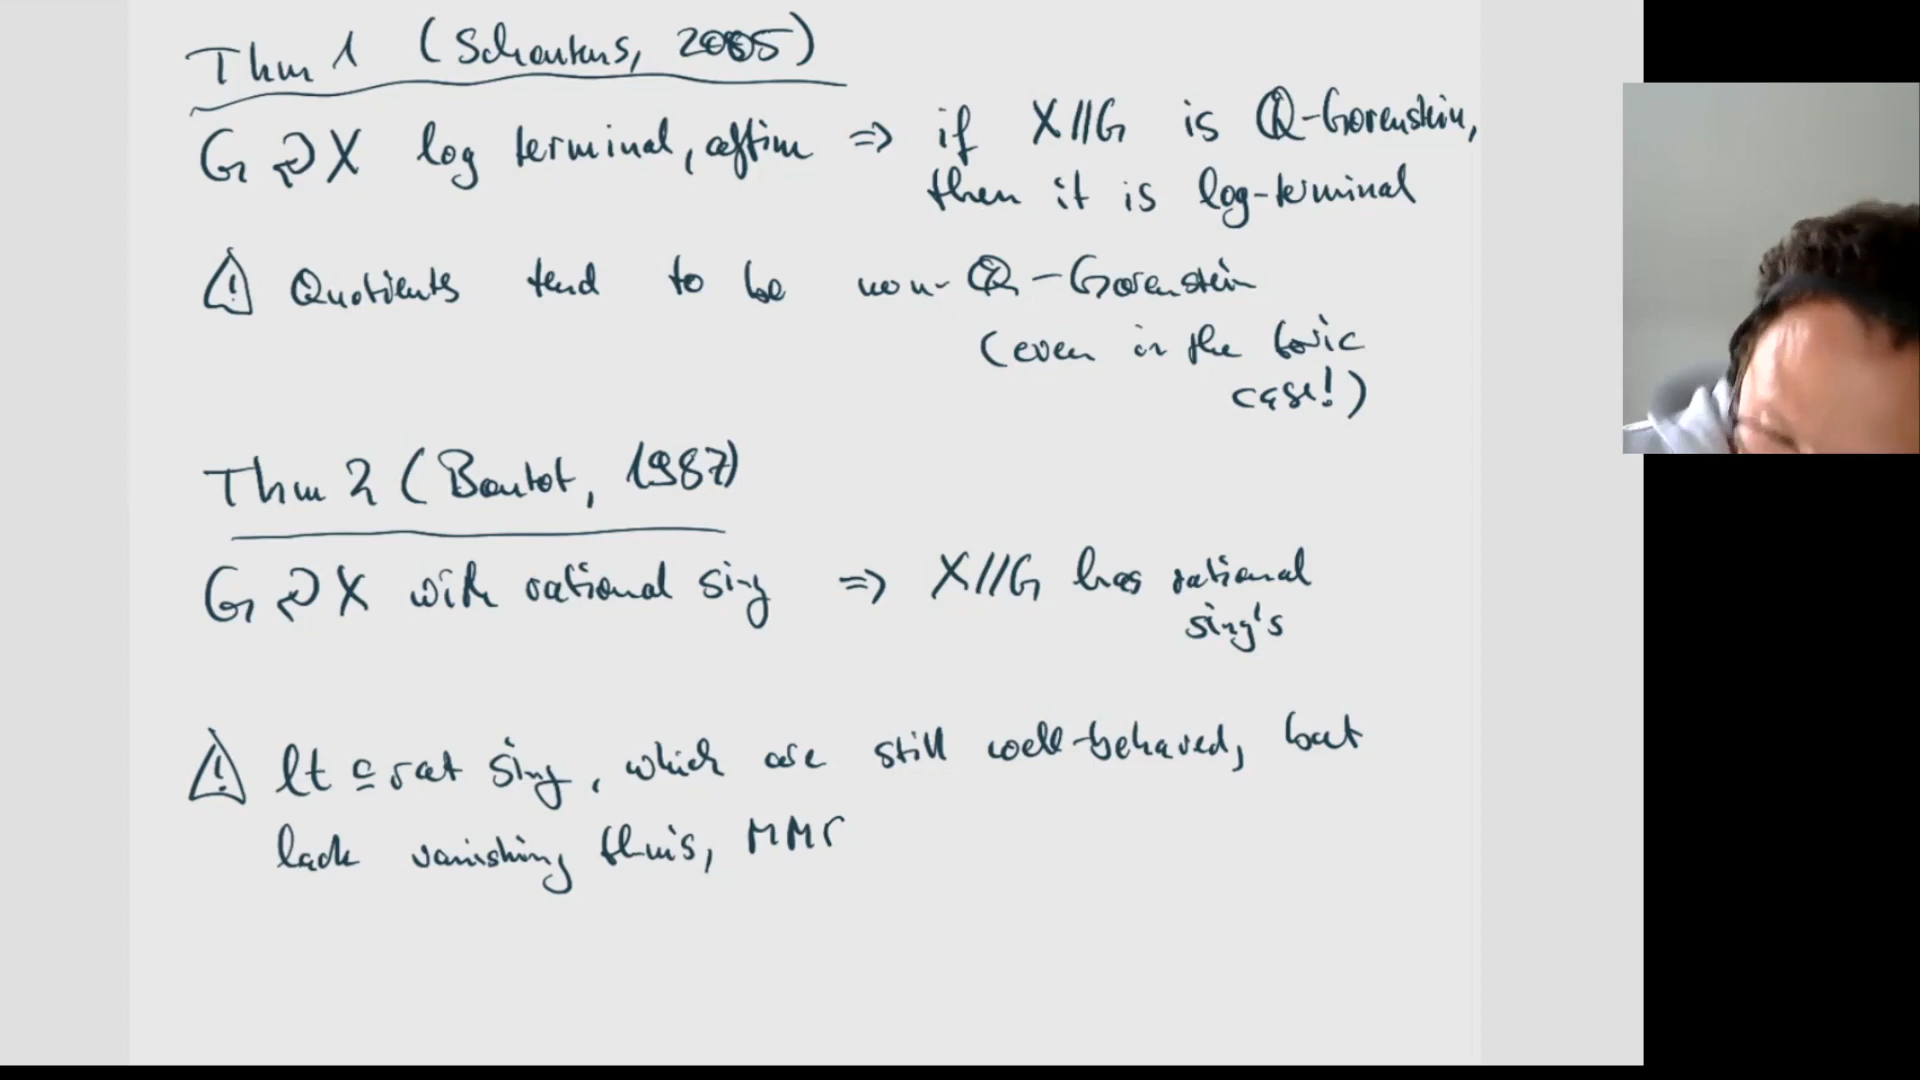 Thm 1 (Schoutens, 2005)
G ⟳ X log terminal, affine ⇒ if X//G is Q-Gorenstein,
then it is log-terminal
⚠ Quotients tend to be non-Q-Gorenstein
(even in the toric
case!)
Thm 2 (Boutot, 1987)
G ⟳ X with rational sing ⇒ X//G has rational
sing's
⚠ lt ⊆ rat sing, which are still well-behaved, but
lack vanishing thm's, MMP